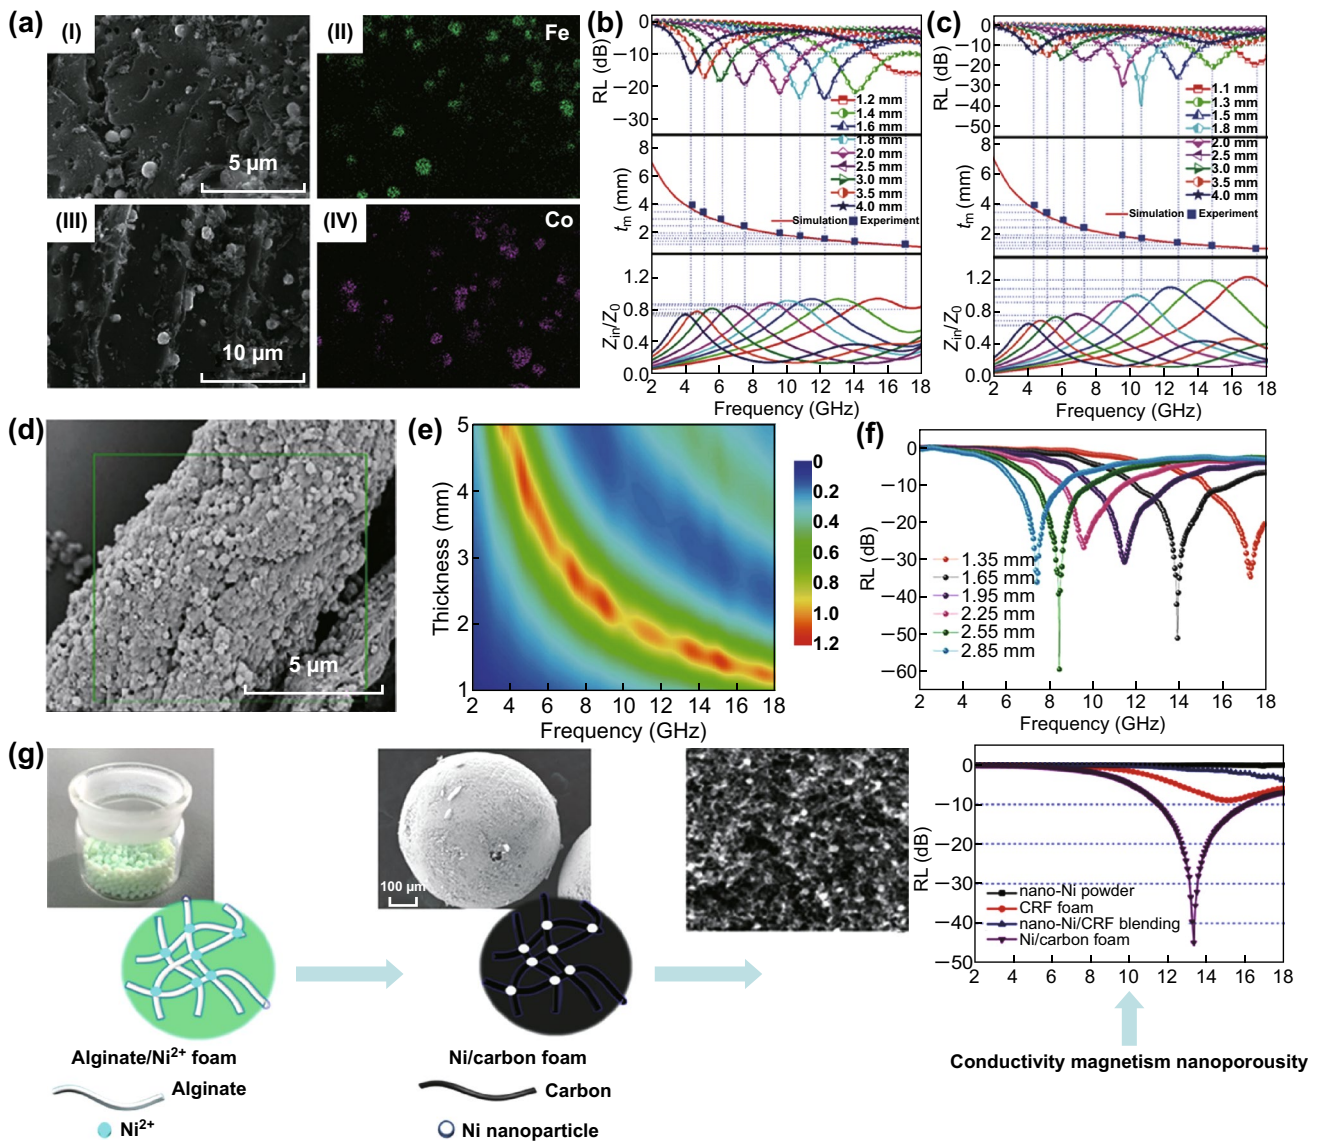 (a)
(I)
(II)
Fe
5 µm
(III)
(IV)
Co
10 µm
(b)
0
−10
−20
−30
RL (dB)
1.2 mm
1.4 mm
1.6 mm
1.8 mm
2.0 mm
2.5 mm
3.0 mm
3.5 mm
4.0 mm
8
6
4
2
tm (mm)
Simulation
Experiment
1.2
0.8
0.4
0.0
Zin/Z0
2 4 6 8 10 12 14 16 18
Frequency (GHz)
(c)
0
−10
−20
−30
−40
−50
RL (dB)
1.1 mm
1.3 mm
1.5 mm
1.8 mm
2.0 mm
2.5 mm
3.0 mm
3.5 mm
4.0 mm
8
6
4
2
tm (mm)
Simulation
Experiment
1.2
0.8
0.4
0.0
Zin/Z0
2 4 6 8 10 12 14 16 18
Frequency (GHz)
(d)
5 µm
(e)
5
4
3
2
1
Thickness (mm)
2 4 6 8 10 12 14 16 18
Frequency (GHz)
0
0.2
0.4
0.6
0.8
1.0
1.2
(f)
0
−10
−20
−30
−40
−50
−60
RL (dB)
1.35 mm
1.65 mm
1.95 mm
2.25 mm
2.55 mm
2.85 mm
2 4 6 8 10 12 14 16 18
Frequency (GHz)
(g)
100 µm
Alginate/Ni2+ foam
Alginate
Ni2+
Ni/carbon foam
Carbon
Ni nanoparticle
0
−10
−20
−30
−40
−50
RL (dB)
nano-Ni powder
CRF foam
nano-Ni/CRF blending
Ni/carbon foam
2 4 6 8 10 12 14 16 18
Conductivity magnetism nanoporousity